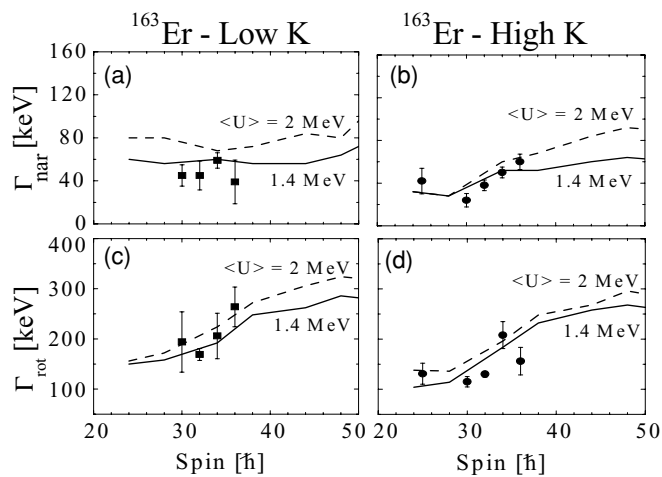 ¹⁶³Er - Low K
¹⁶³Er - High K
Γnar [keV]
160
120
80
40
0
(a)
<U> = 2 MeV
1.4 MeV
(b)
<U> = 2 MeV
1.4 MeV
Γrot [keV]
400
300
200
100
(c)
<U> = 2 MeV
1.4 MeV
(d)
<U> = 2 MeV
1.4 MeV
20 30 40 50
20 30 40 50
Spin [ħ]
Spin [ħ]